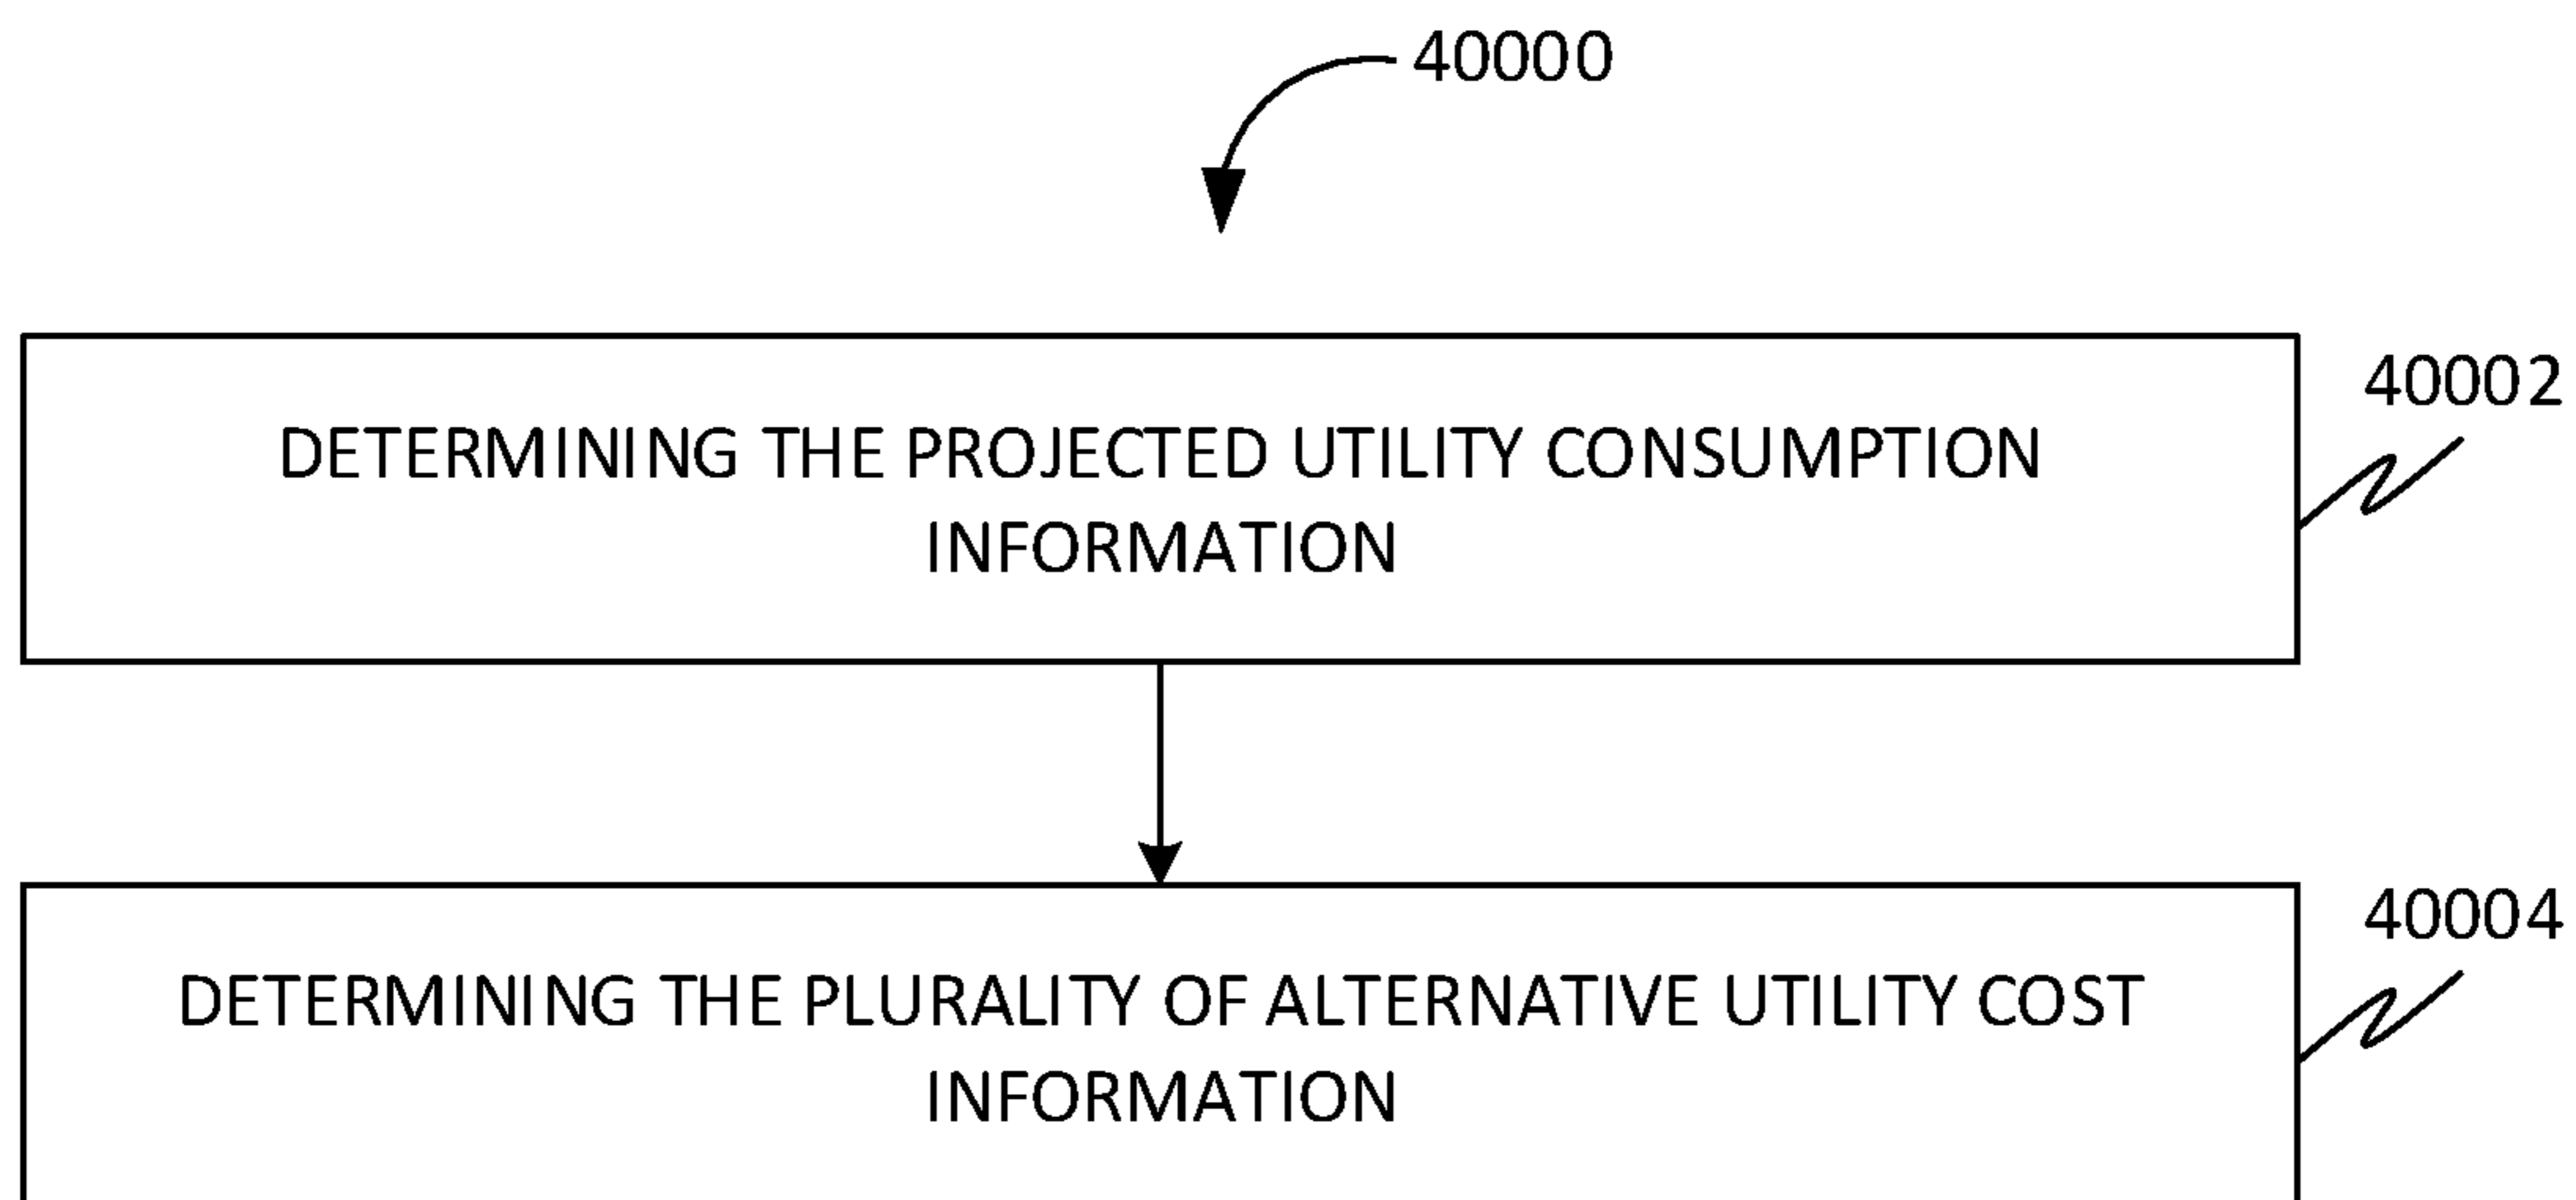 40000
40002
DETERMINING THE PROJECTED UTILITY CONSUMPTION
INFORMATION
40004
DETERMINING THE PLURALITY OF ALTERNATIVE UTILITY COST
INFORMATION